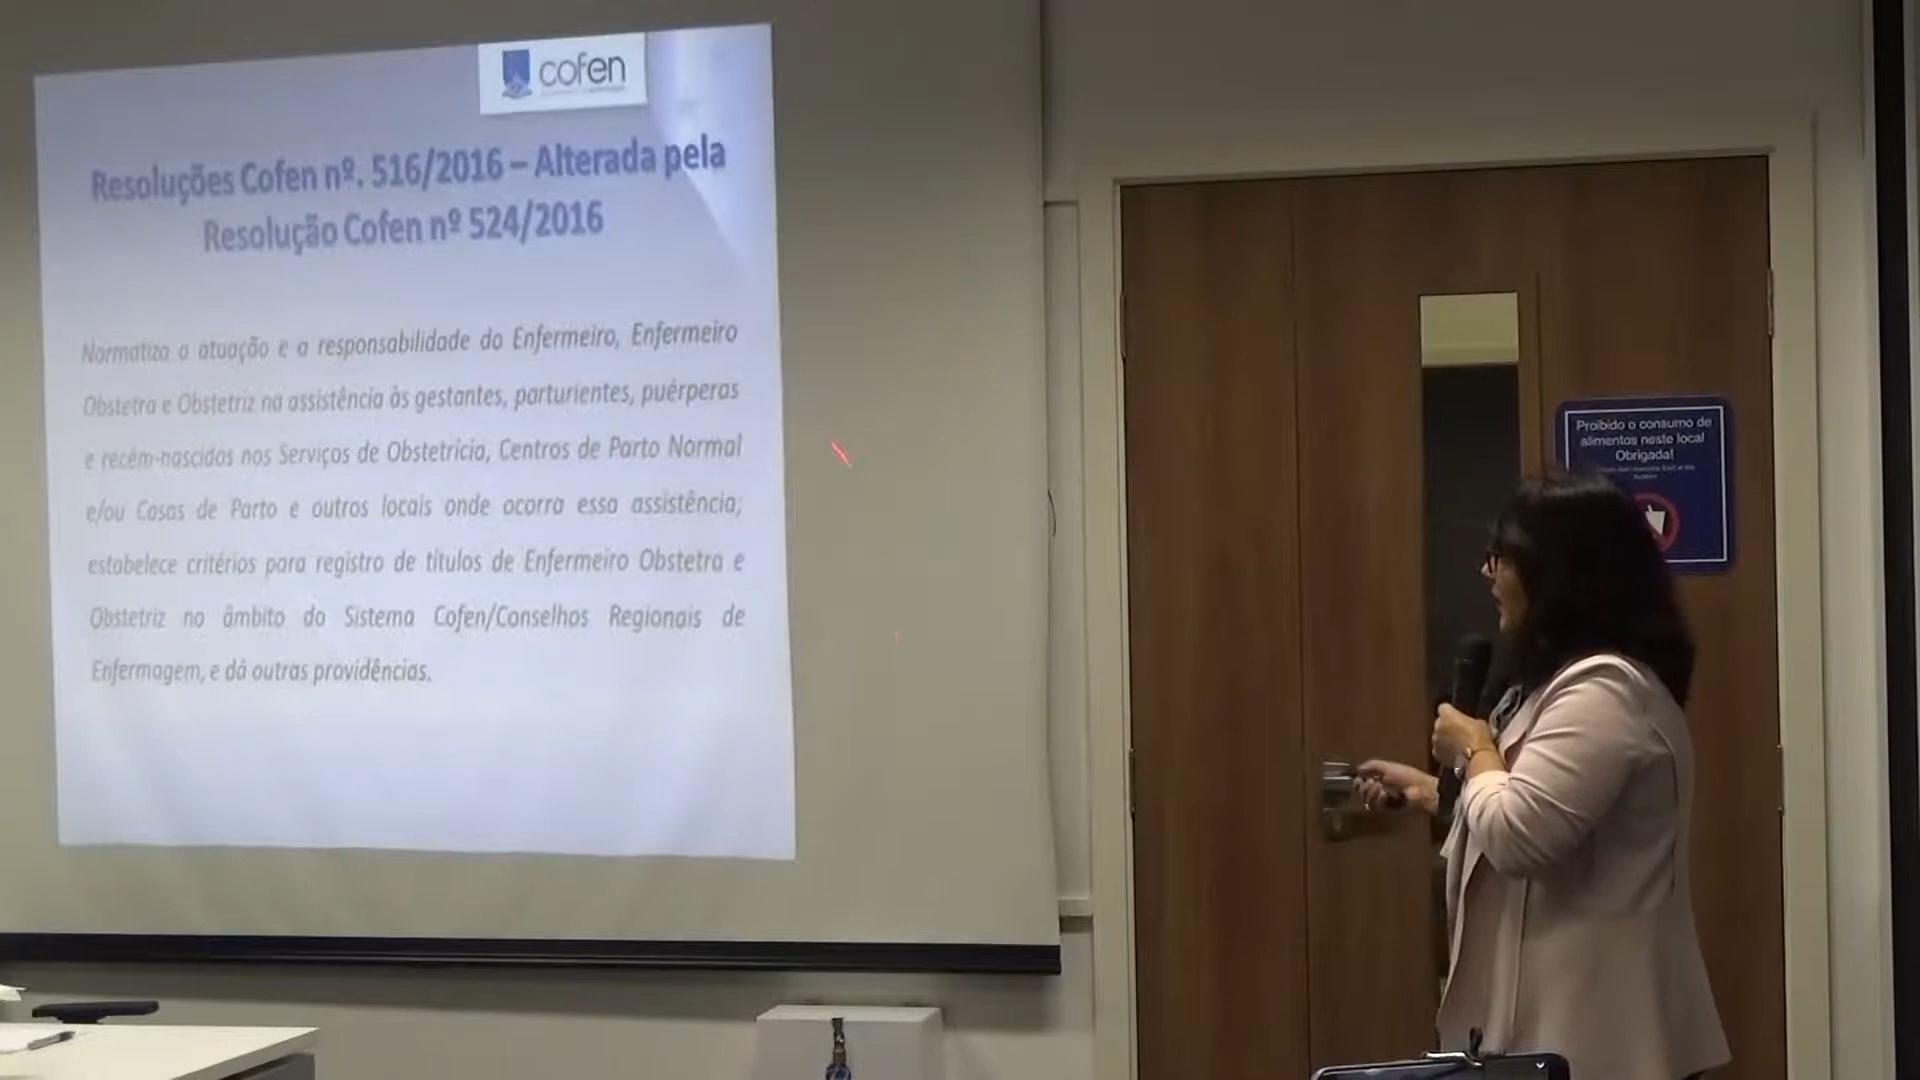 cofen
Resoluções Cofen nº. 516/2016 – Alterada pela
Resolução Cofen nº 524/2016
Normatiza a atuação e a responsabilidade do Enfermeiro, Enfermeiro
Obstetra e Obstetriz na assistência às gestantes, parturientes, puérperas
e recém-nascidos nos Serviços de Obstetrícia, Centros de Parto Normal
e/ou Casas de Parto e outros locais onde ocorra essa assistência;
estabelece critérios para registro de títulos de Enfermeiro Obstetra e
Obstetriz no âmbito do Sistema Cofen/Conselhos Regionais de
Enfermagem, e dá outras providências.
Proibido o consumo de
alimentos neste local
Obrigada!